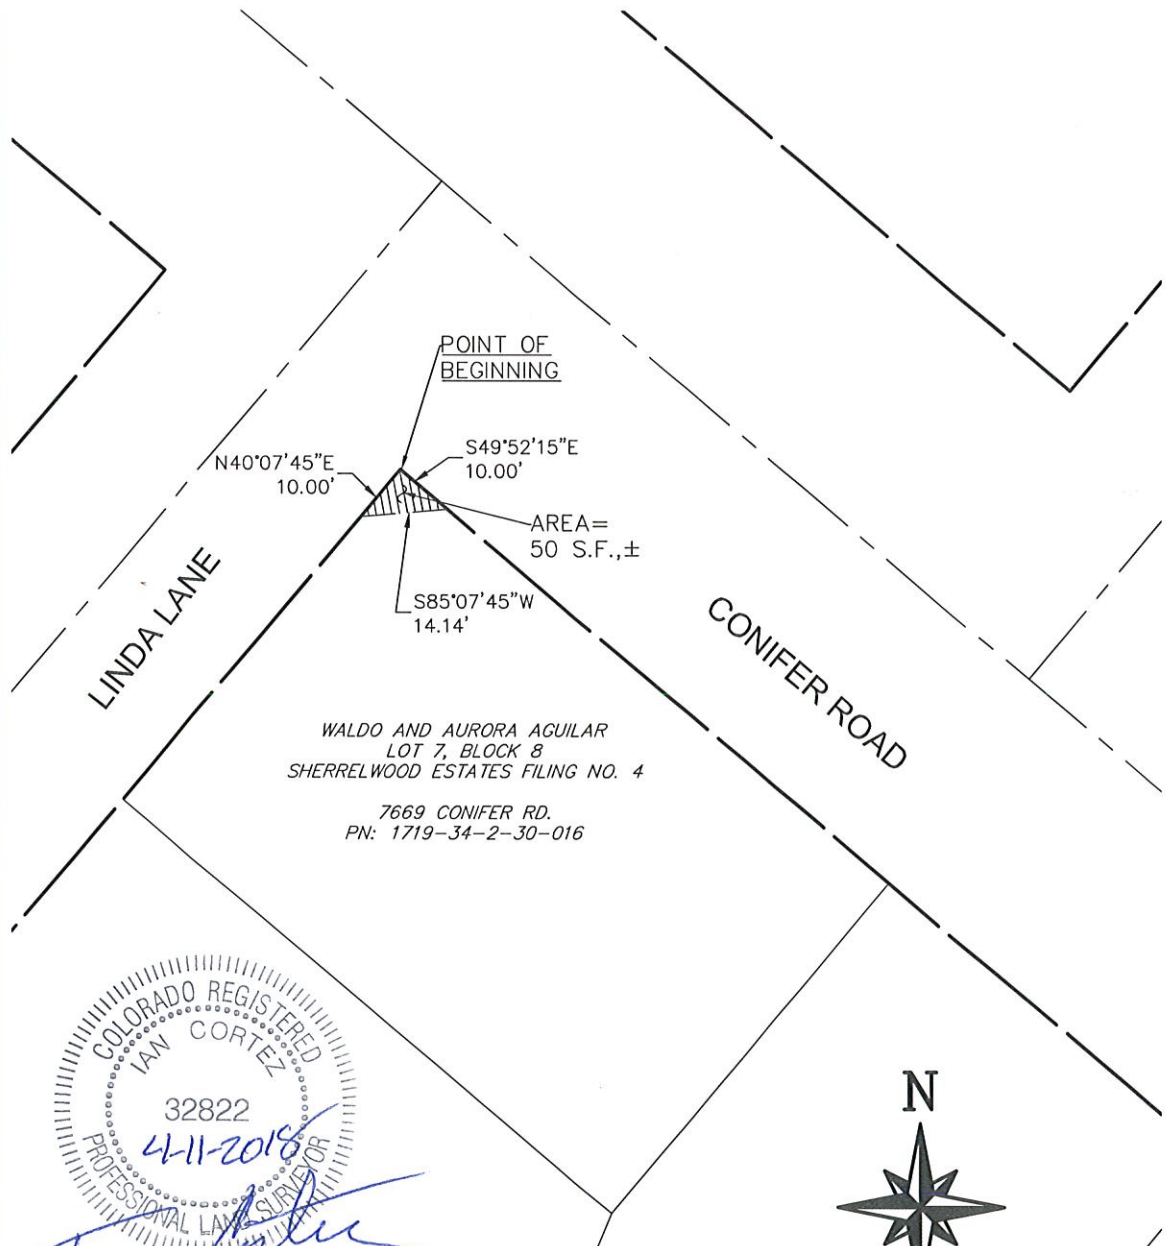 POINT OF
BEGINNING
N40°07'45"E
10.00'
S49°52'15"E
10.00'
AREA=
50 S.F.,±
S85°07'45"W
14.14'
LINDA LANE
CONIFER ROAD
WALDO AND AURORA AGUILAR
LOT 7, BLOCK 8
SHERRELWOOD ESTATES FILING NO. 4
7669 CONIFER RD.
PN: 1719-34-2-30-016
COLORADO REGISTERED
IAN CORTEZ
32822
4-11-2018
PROFESSIONAL LAND SURVEYOR
N